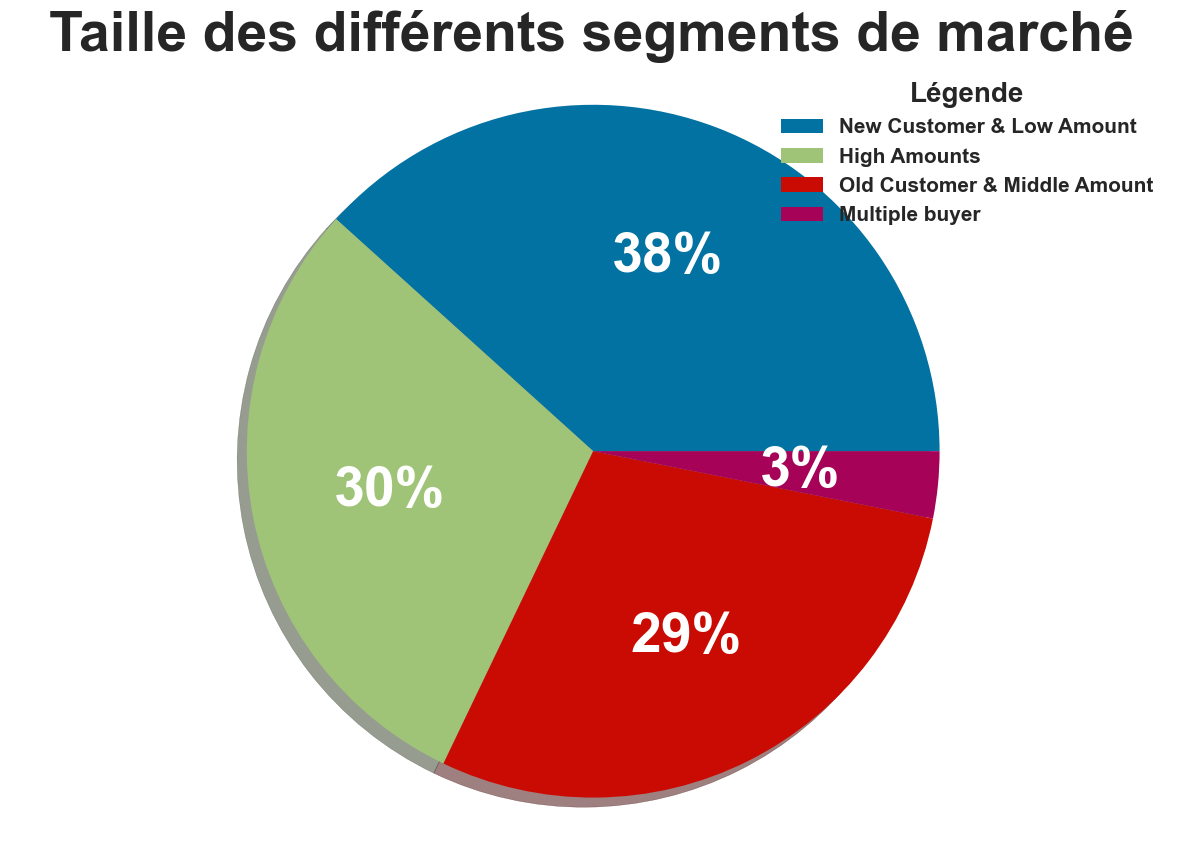 Taille des différents segments de marché
Légende
New Customer & Low Amount
High Amounts
Old Customer & Middle Amount
Multiple buyer
38%
3%
30%
29%